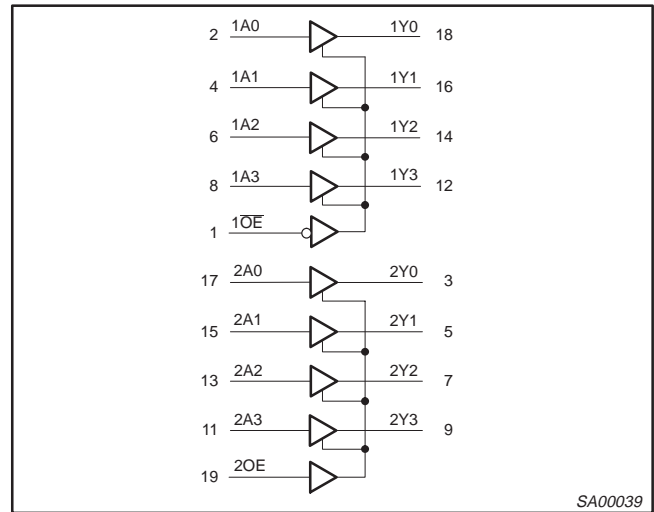 2 1A0 1Y0 18
4 1A1 1Y1 16
6 1A2 1Y2 14
8 1A3 1Y3 12
1 1O̅E̅
17 2A0 2Y0 3
15 2A1 2Y1 5
13 2A2 2Y2 7
11 2A3 2Y3 9
19 2OE
SA00039